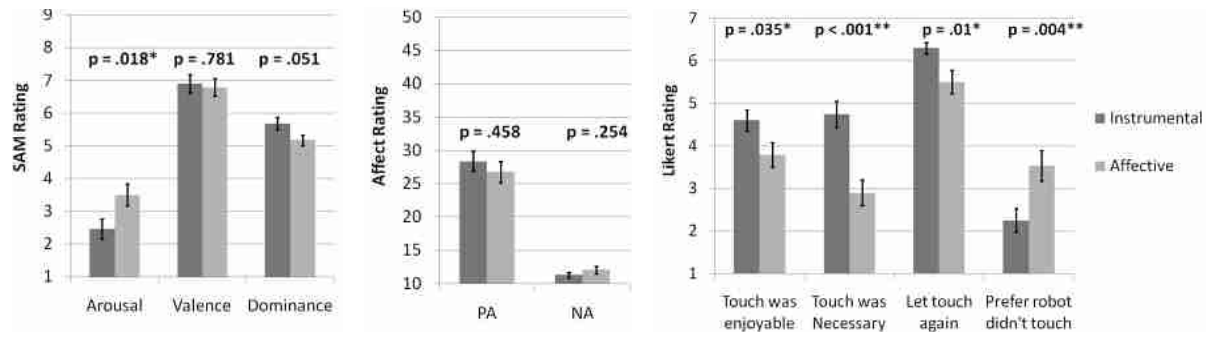 9
8
7
6
5
4
3
2
1
SAM Rating
p = .018* p = .781 p = .051
Arousal Valence Dominance
50
45
40
35
30
25
20
15
10
Affect Rating
p = .458 p = .254
PA NA
7
6
5
4
3
2
1
Likert Rating
p = .035* p < .001** p = .01* p = .004**
Touch was enjoyable
Touch was Necessary
Let touch again
Prefer robot didn't touch
Instrumental
Affective